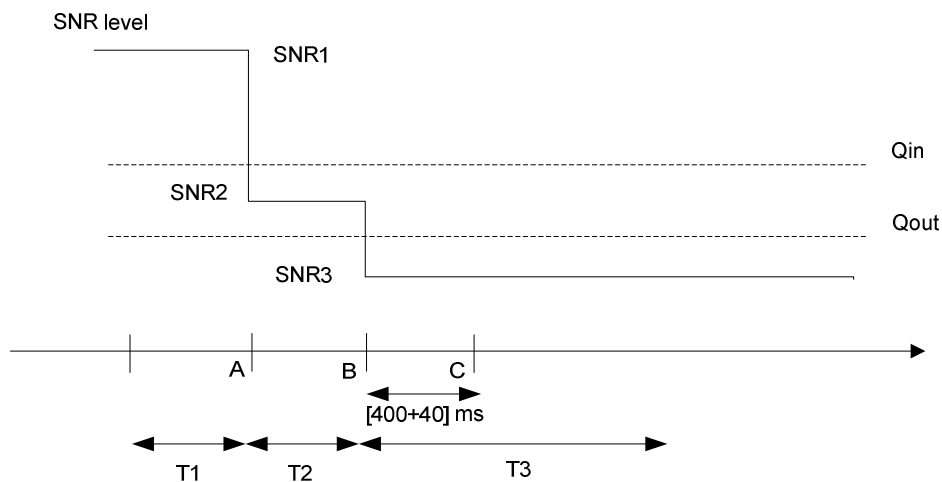 SNR level
SNR1
Qin
SNR2
Qout
SNR3
A
B
C
[400+40] ms
T1
T2
T3